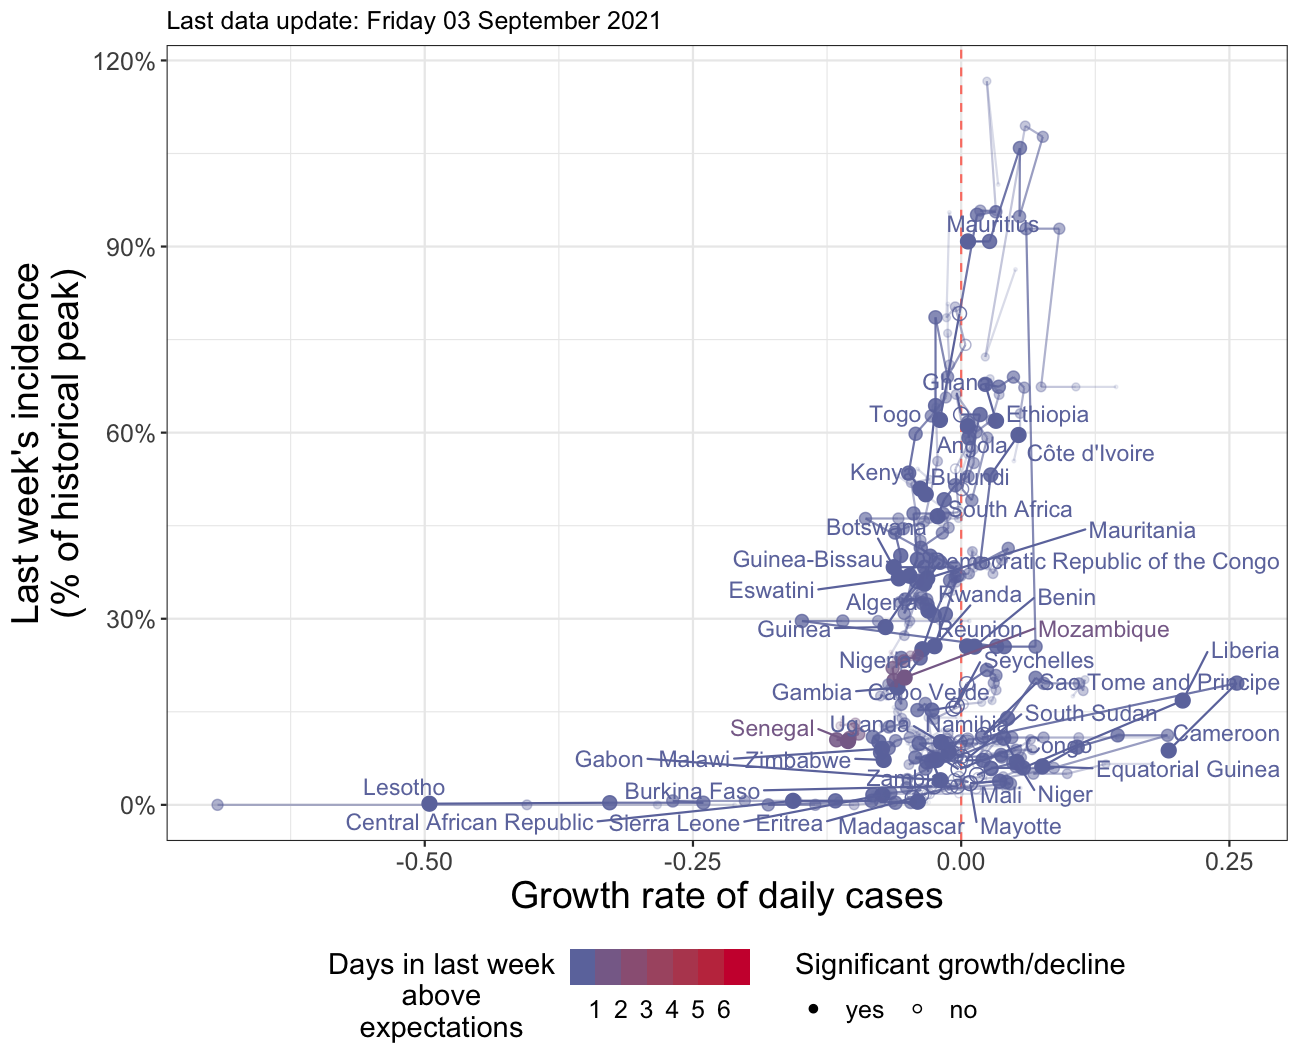 Last data update: Friday 03 September 2021
Last week's incidence
(% of historical peak)
120%
90%
60%
30%
0%
Mauritius
Ghana
Togo
Ethiopia
Angola
Côte d'Ivoire
Kenya
Burundi
South Africa
Botswana
Mauritania
Guinea-Bissau
Democratic Republic of the Congo
Eswatini
Algeria
Rwanda
Benin
Guinea
Reunion
Mozambique
Nigeria
Seychelles
Liberia
Gambia
Cabo Verde
Sao Tome and Principe
Senegal
Uganda
Namibia
South Sudan
Cameroon
Gabon
Malawi
Zimbabwe
Congo
Equatorial Guinea
Lesotho
Burkina Faso
Zambia
Mali
Niger
Central African Republic
Sierra Leone
Eritrea
Madagascar
Mayotte
-0.50
-0.25
0.00
0.25
Growth rate of daily cases
Days in last week
above
expectations
1 2 3 4 5 6
Significant growth/decline
yes
no